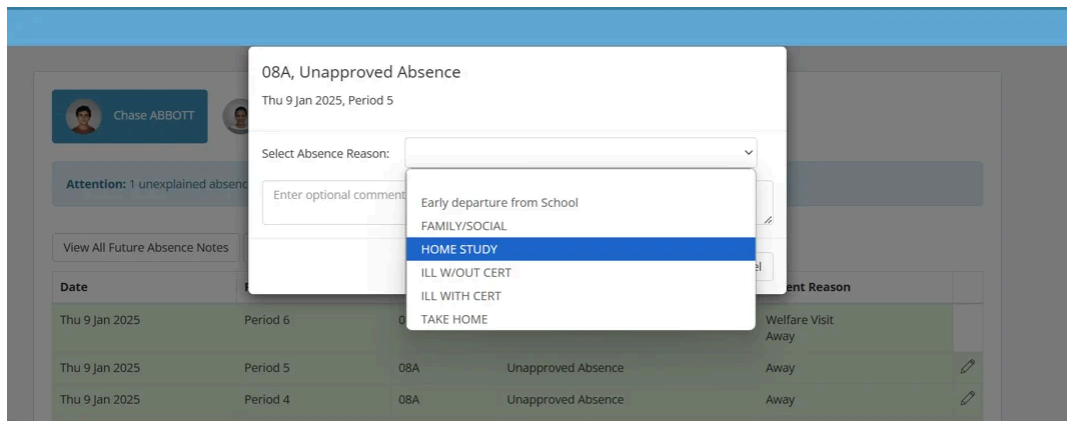 08A, Unapproved Absence
Thu 9 Jan 2025, Period 5
Chase ABBOTT
Select Absence Reason:
Attention: 1 unexplained absenc
Enter optional comment
Early departure from School
FAMILY/SOCIAL
HOME STUDY
ILL W/OUT CERT
ILL WITH CERT
TAKE HOME
View All Future Absence Notes
Date ent Reason
Thu 9 Jan 2025 Period 6 Welfare Visit
Away
Thu 9 Jan 2025 Period 5 08A Unapproved Absence Away
Thu 9 Jan 2025 Period 4 08A Unapproved Absence Away